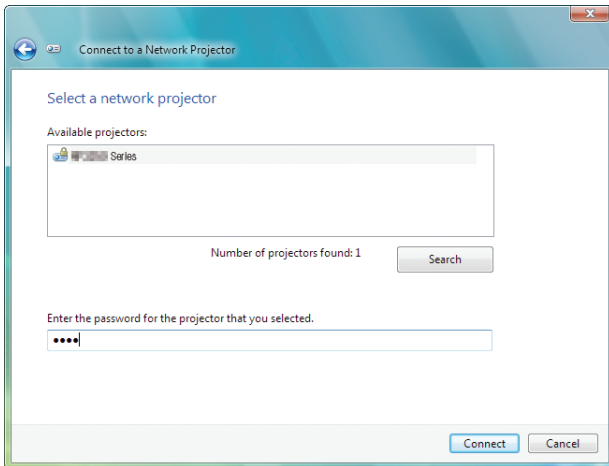 Connect to a Network Projector
Select a network projector
Available projectors:
Series
Number of projectors found: 1
Search
Enter the password for the projector that you selected.
••••
Connect
Cancel